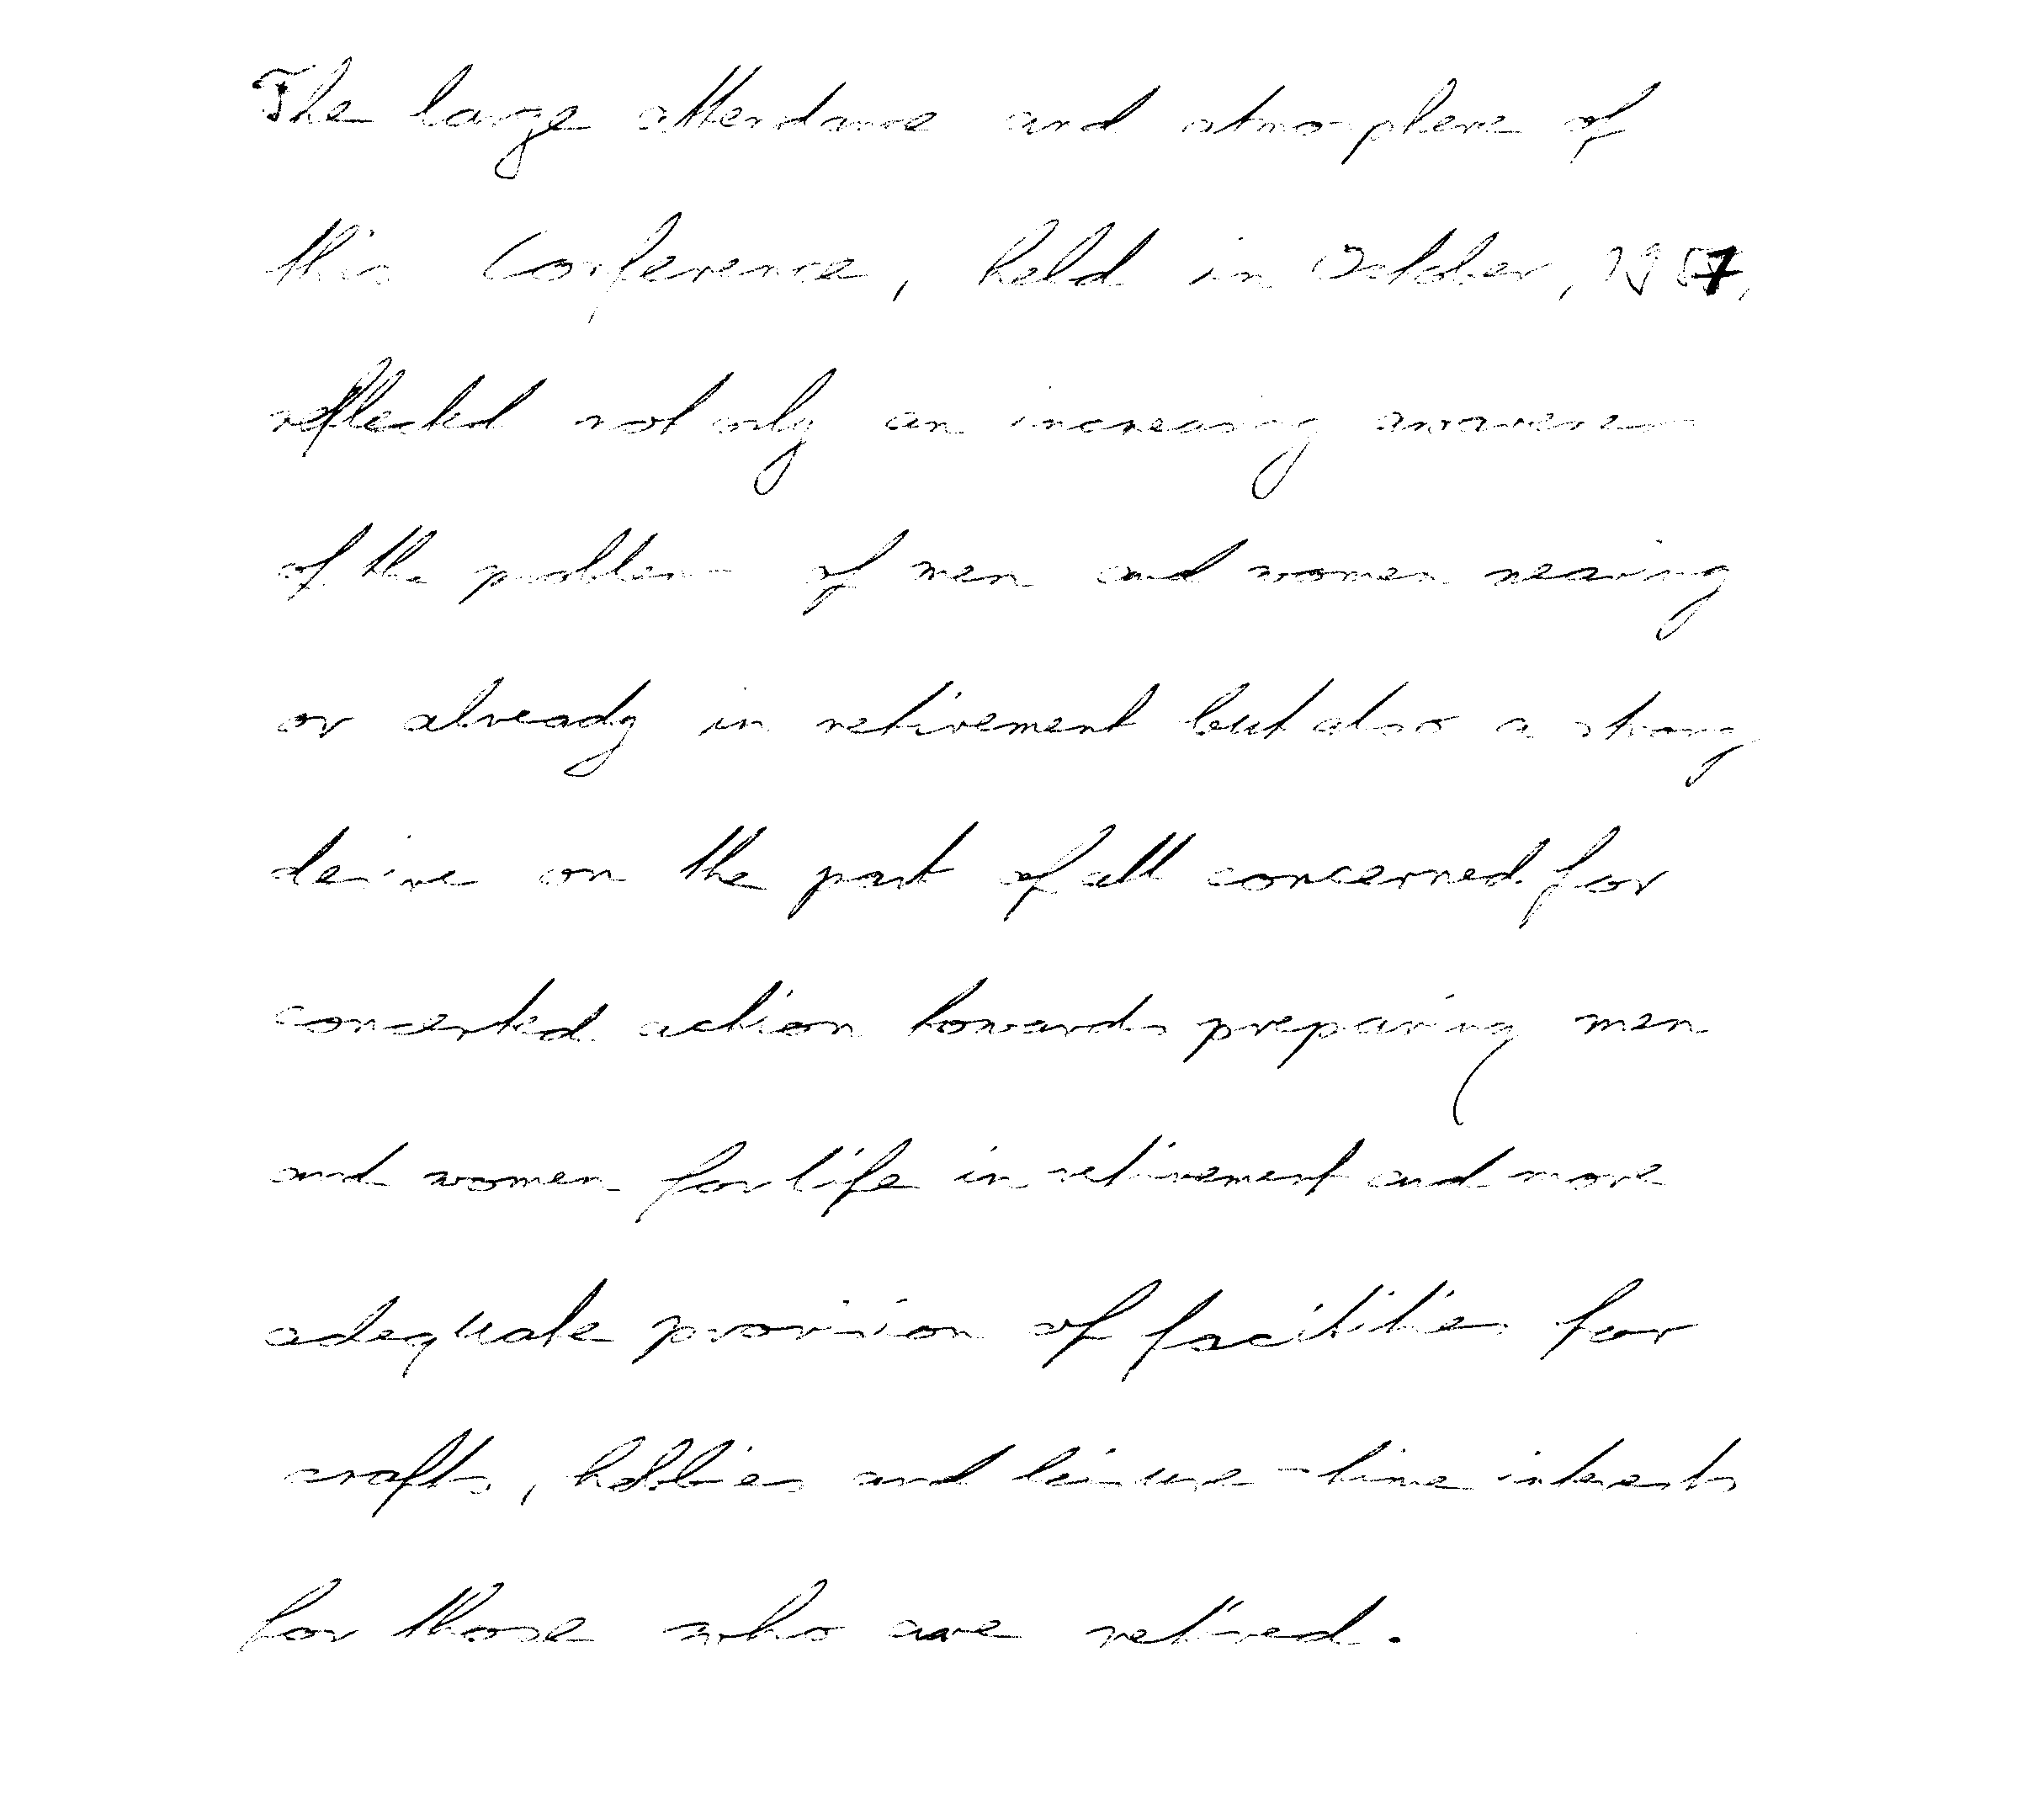 The large attendance and atmosphere of
this Conference, held in October, 1957,
reflected not only an increasing awareness
of the problems of men and women nearing
or already in retirement but also a strong
desire on the part of all concerned for
concerted action towards preparing men
and women for life in retirement and more
adequate provision of facilities for
crafts, hobbies and leisure-time interests
for those who are retired.